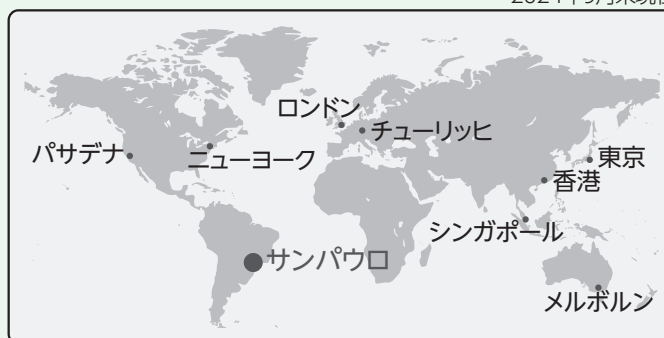 ロンドン
チューリッヒ
パサデナ
ニューヨーク
東京
香港
シンガポール
サンパウロ
メルボルン